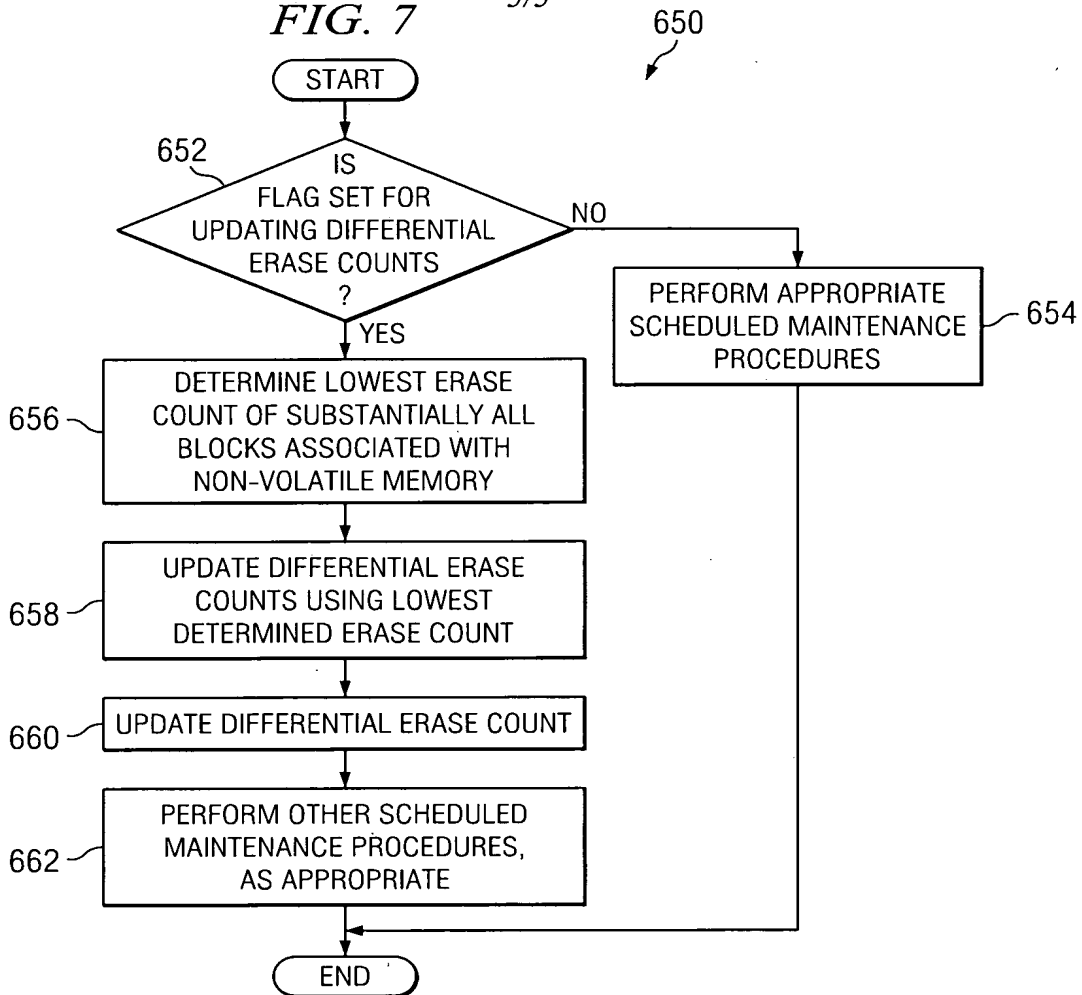 FIG. 7
650
START
652
IS
FLAG SET FOR
UPDATING DIFFERENTIAL
ERASE COUNTS
?
NO
YES
PERFORM APPROPRIATE
SCHEDULED MAINTENANCE
PROCEDURES
654
656
DETERMINE LOWEST ERASE
COUNT OF SUBSTANTIALLY ALL
BLOCKS ASSOCIATED WITH
NON-VOLATILE MEMORY
658
UPDATE DIFFERENTIAL ERASE
COUNTS USING LOWEST
DETERMINED ERASE COUNT
660
UPDATE DIFFERENTIAL ERASE COUNT
662
PERFORM OTHER SCHEDULED
MAINTENANCE PROCEDURES,
AS APPROPRIATE
END